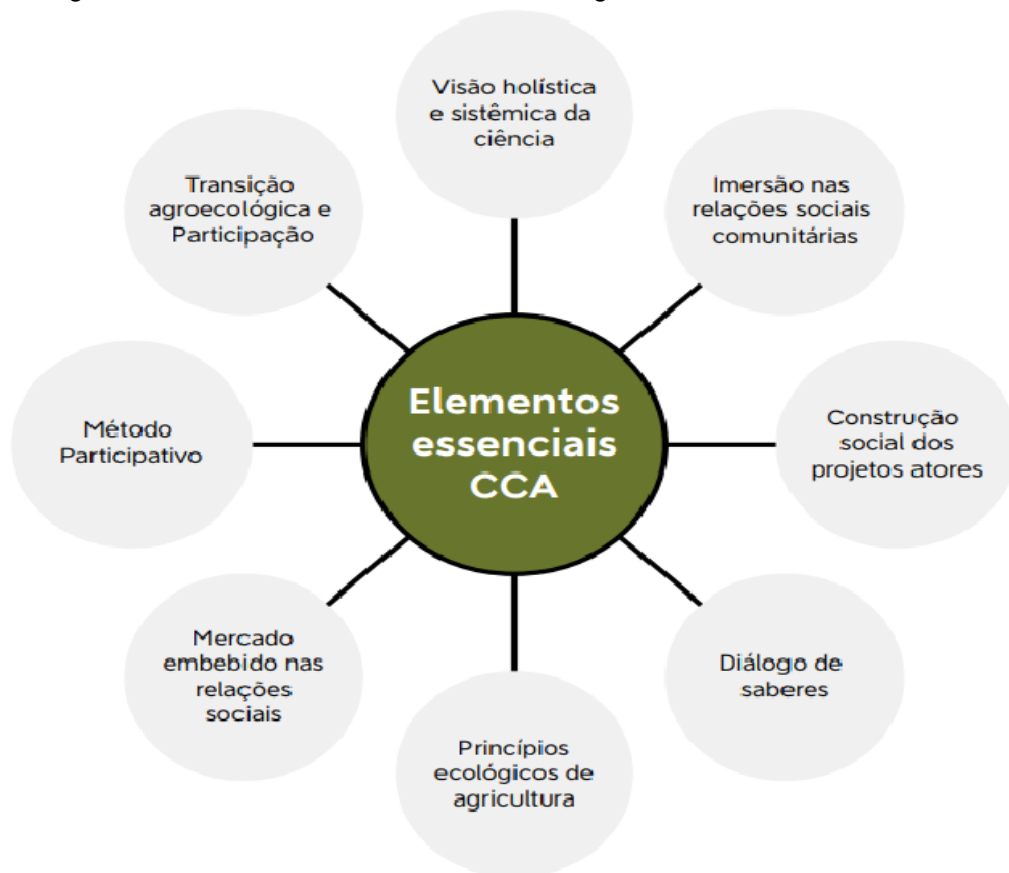 Visão holística
e sistêmica da
ciência
Imersão nas
relações sociais
comunitárias
Construção
social dos
projetos atores
Diálogo de
saberes
Princípios
ecológicos de
agricultura
Mercado
embebido nas
relações
sociais
Método
Participativo
Transição
agroecológica e
Participação
Elementos
essenciais
CCA